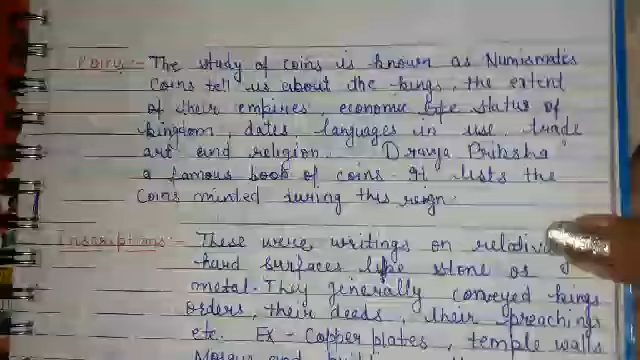 Coins :- The study of coins is known as Numismatis
Coins tell us about the kings, the extent
of their empires, economic life status of
kingdom, dates, languages in use, trade
art and religion. Dravya Priksha
a famous book of coins. It lists the
coins minted during this reign.
Inscriptions :- These were writings on relativ
hard surfaces like stone or
metal. They generally conveyed kings
orders, their deeds, their preachings
etc. Ex - Copper plates, temple walls